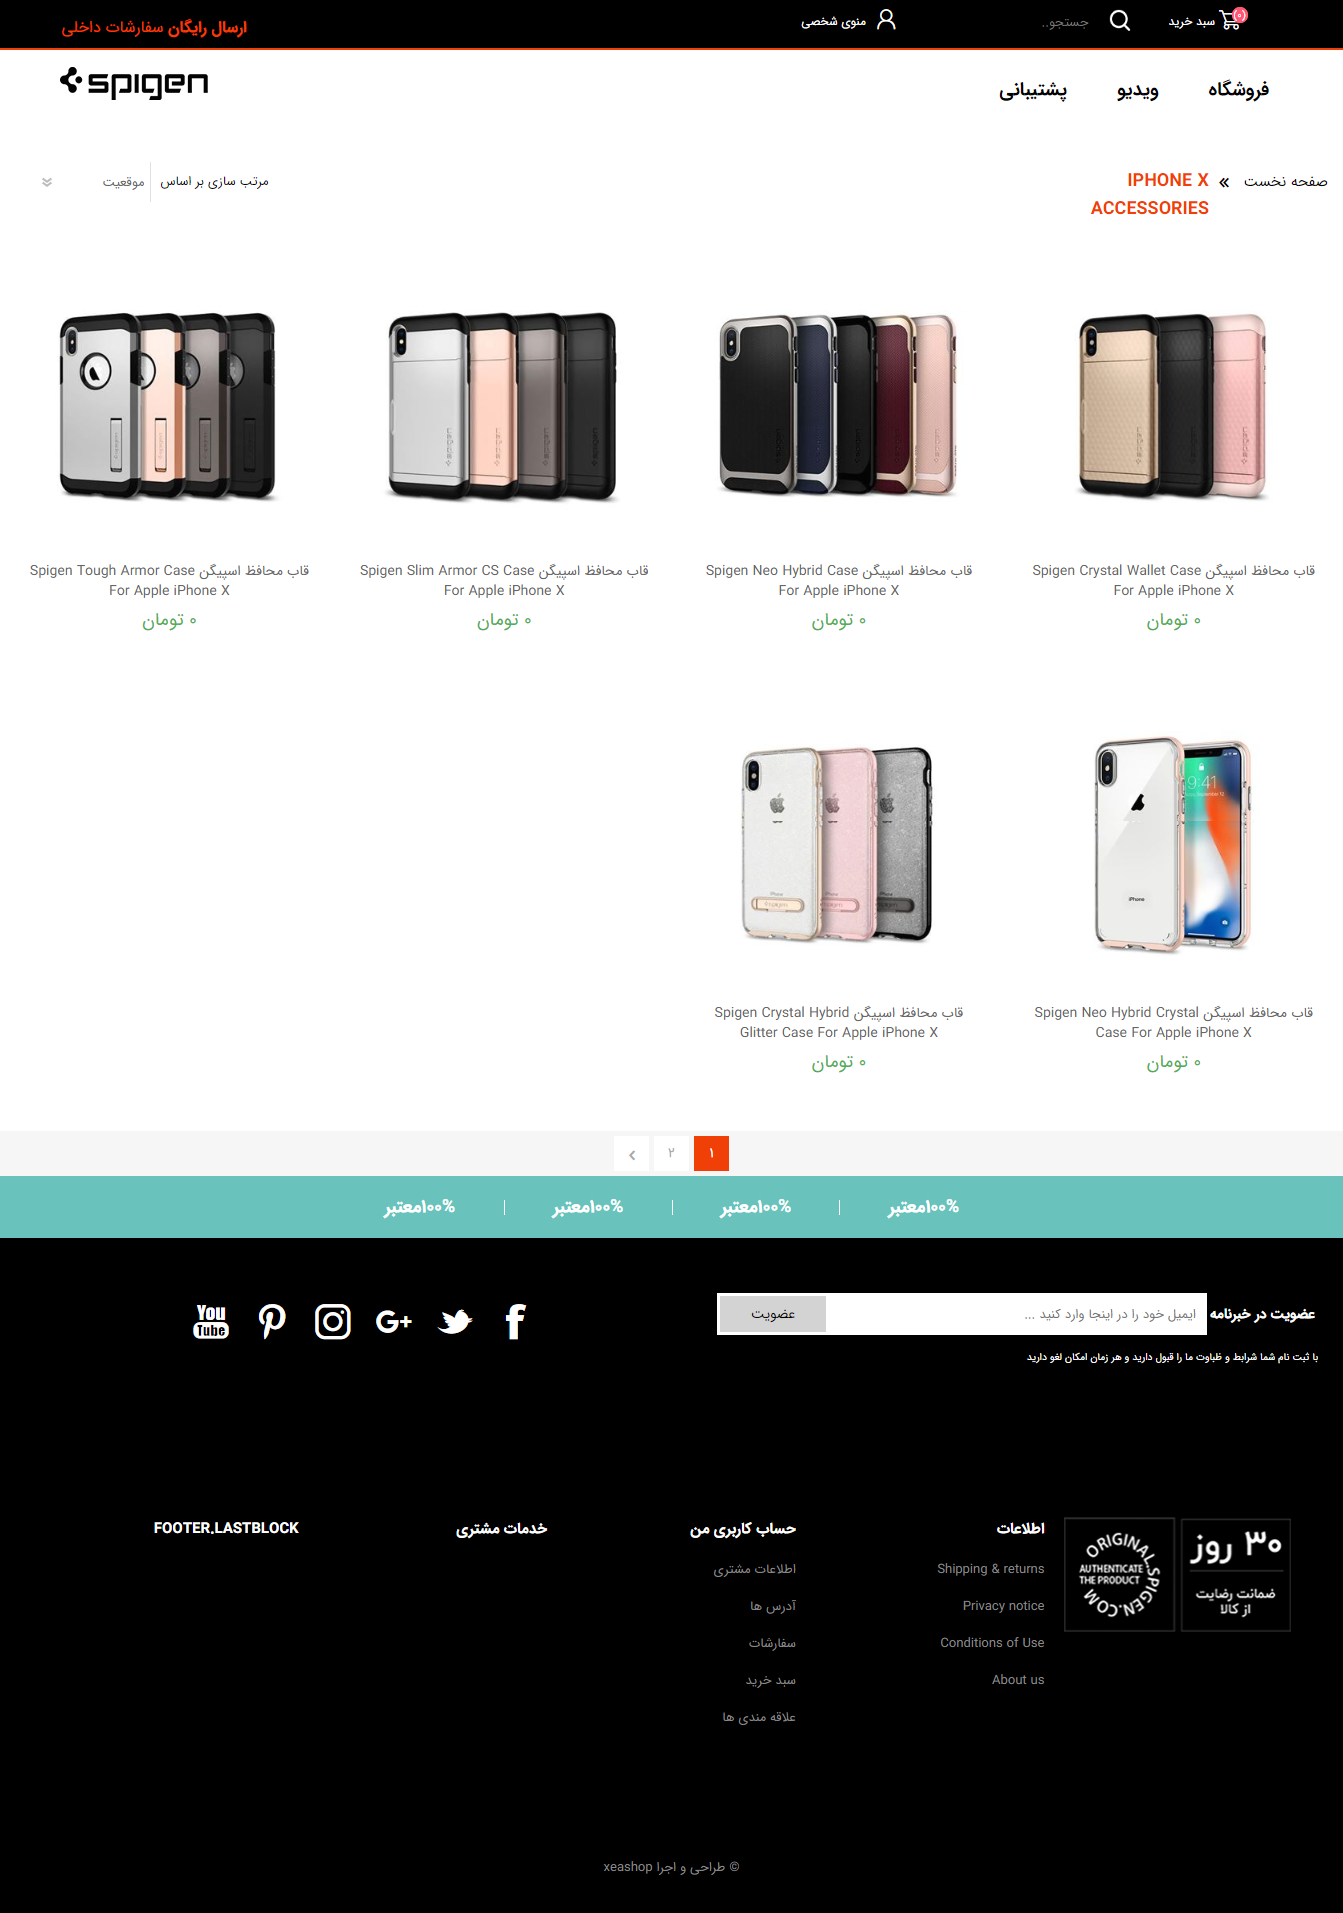 سبد خرید (۰)
جستجو..
منوی شخصی
ارسال رایگان سفارشات داخلی
فروشگاه
ویدیو
پشتیبانی
spigen
صفحه نخست » IPHONE X
ACCESSORIES
مرتب سازی بر اساس
موقعیت
قاب محافظ اسپیگن Spigen Crystal Wallet Case
For Apple iPhone X
۰ تومان
قاب محافظ اسپیگن Spigen Neo Hybrid Case
For Apple iPhone X
۰ تومان
قاب محافظ اسپیگن Spigen Slim Armor CS Case
For Apple iPhone X
۰ تومان
قاب محافظ اسپیگن Spigen Tough Armor Case
For Apple iPhone X
۰ تومان
9:41
iPhone
قاب محافظ اسپیگن Spigen Neo Hybrid Crystal
Case For Apple iPhone X
۰ تومان
قاب محافظ اسپیگن Spigen Crystal Hybrid
Glitter Case For Apple iPhone X
۰ تومان
۱
۲
۱۰۰%معتبر
۱۰۰%معتبر
۱۰۰%معتبر
۱۰۰%معتبر
عضویت در خبرنامه
ایمیل خود را در اینجا وارد کنید ...
عضویت
با ثبت نام شما شرایط و ظباوت ما را قبول دارید و هر زمان امکان لغو دارید
You
Tube
۳۰ روز
ضمانت رضایت
از کالا
ORIGINAL.SPIGEN.COM
AUTHENTICATE
THE PRODUCT
اطلاعات
Shipping & returns
Privacy notice
Conditions of Use
About us
حساب کاربری من
اطلاعات مشتری
آدرس ها
سفارشات
سبد خرید
علاقه مندی ها
خدمات مشتری
FOOTER.LASTBLOCK
© طراحی و اجرا xeashop